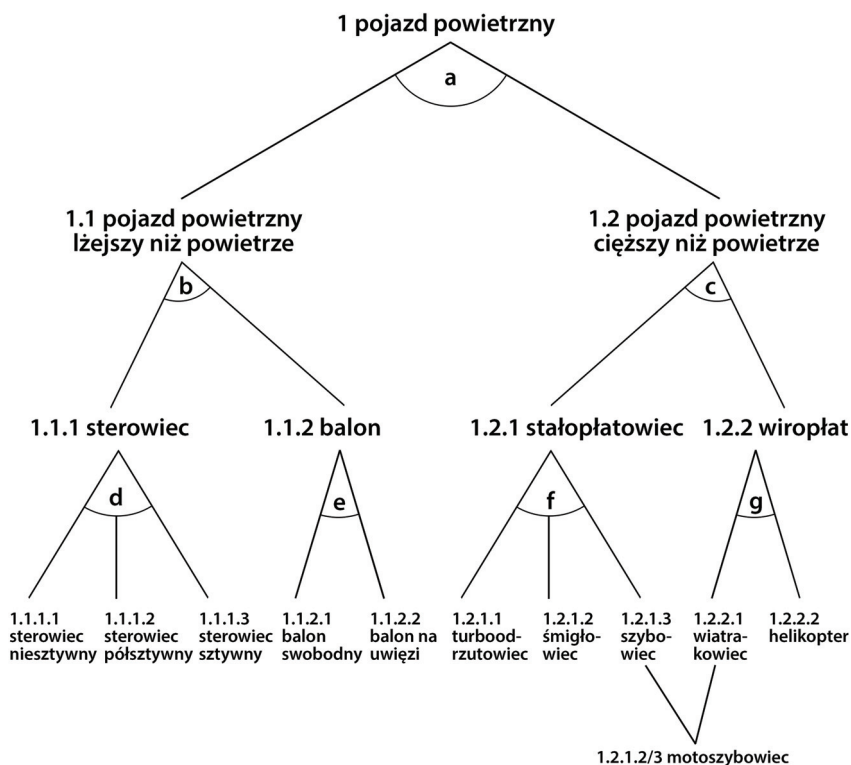 1 pojazd powietrzny
a
1.1 pojazd powietrzny
lżejszy niż powietrze
1.2 pojazd powietrzny
cięższy niż powietrze
b
c
1.1.1 sterowiec
1.1.2 balon
1.2.1 stałopłatowiec
1.2.2 wiropłat
d
e
f
g
1.1.1.1
sterowiec
niesztywny
1.1.1.2
sterowiec
półsztywny
1.1.1.3
sterowiec
sztywny
1.1.2.1
balon
swobodny
1.1.2.2
balon na
uwięzi
1.2.1.1
turbood-
rzutowiec
1.2.1.2
śmigło-
wiec
1.2.1.3
szybo-
wiec
1.2.2.1
wiatra-
kowiec
1.2.2.2
helikopter
1.2.1.2/3 motoszybowiec